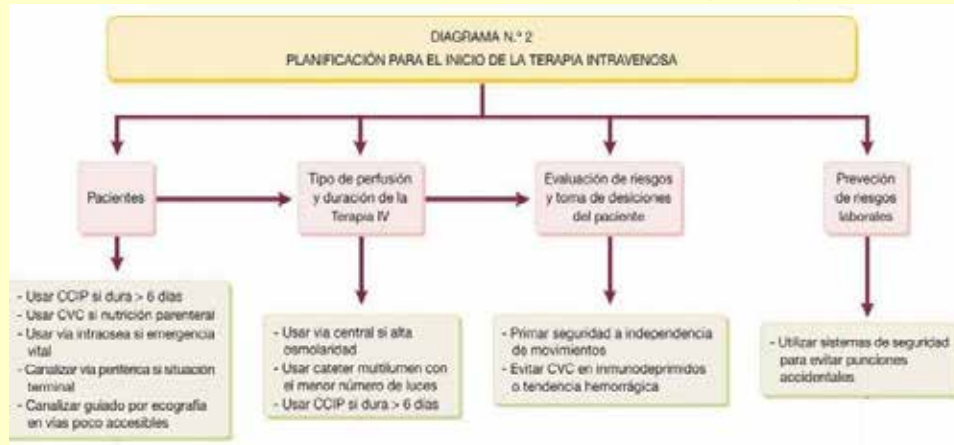 DIAGRAMA N.º 2
PLANIFICACIÓN PARA EL INICIO DE LA TERAPIA INTRAVENOSA
Pacientes
Tipo de perfusión
y duración de la
Terapia IV
Evaluación de riesgos
y toma de desiciones
del paciente
Preveción
de riesgos
laborales
- Usar CCIP si dura > 6 días
- Usar CVC si nutrición parenteral
- Usar vía intraosea si emergencia
vital
- Canalizar vía periferica si situación
terminal
- Canalizar guiado por ecografía
en vías poco accesibles
- Usar via central si alta
osmolaridad
- Usar cateter multilumen con
el menor número de luces
- Usar CCIP si dura > 6 días
- Primar seguridad a independencia
de movimientos
- Evitar CVC en inmunodeprimidos
o tendencia hemorrágica
- Utilizar sistemas de seguridad
para evitar punciones
accidentales